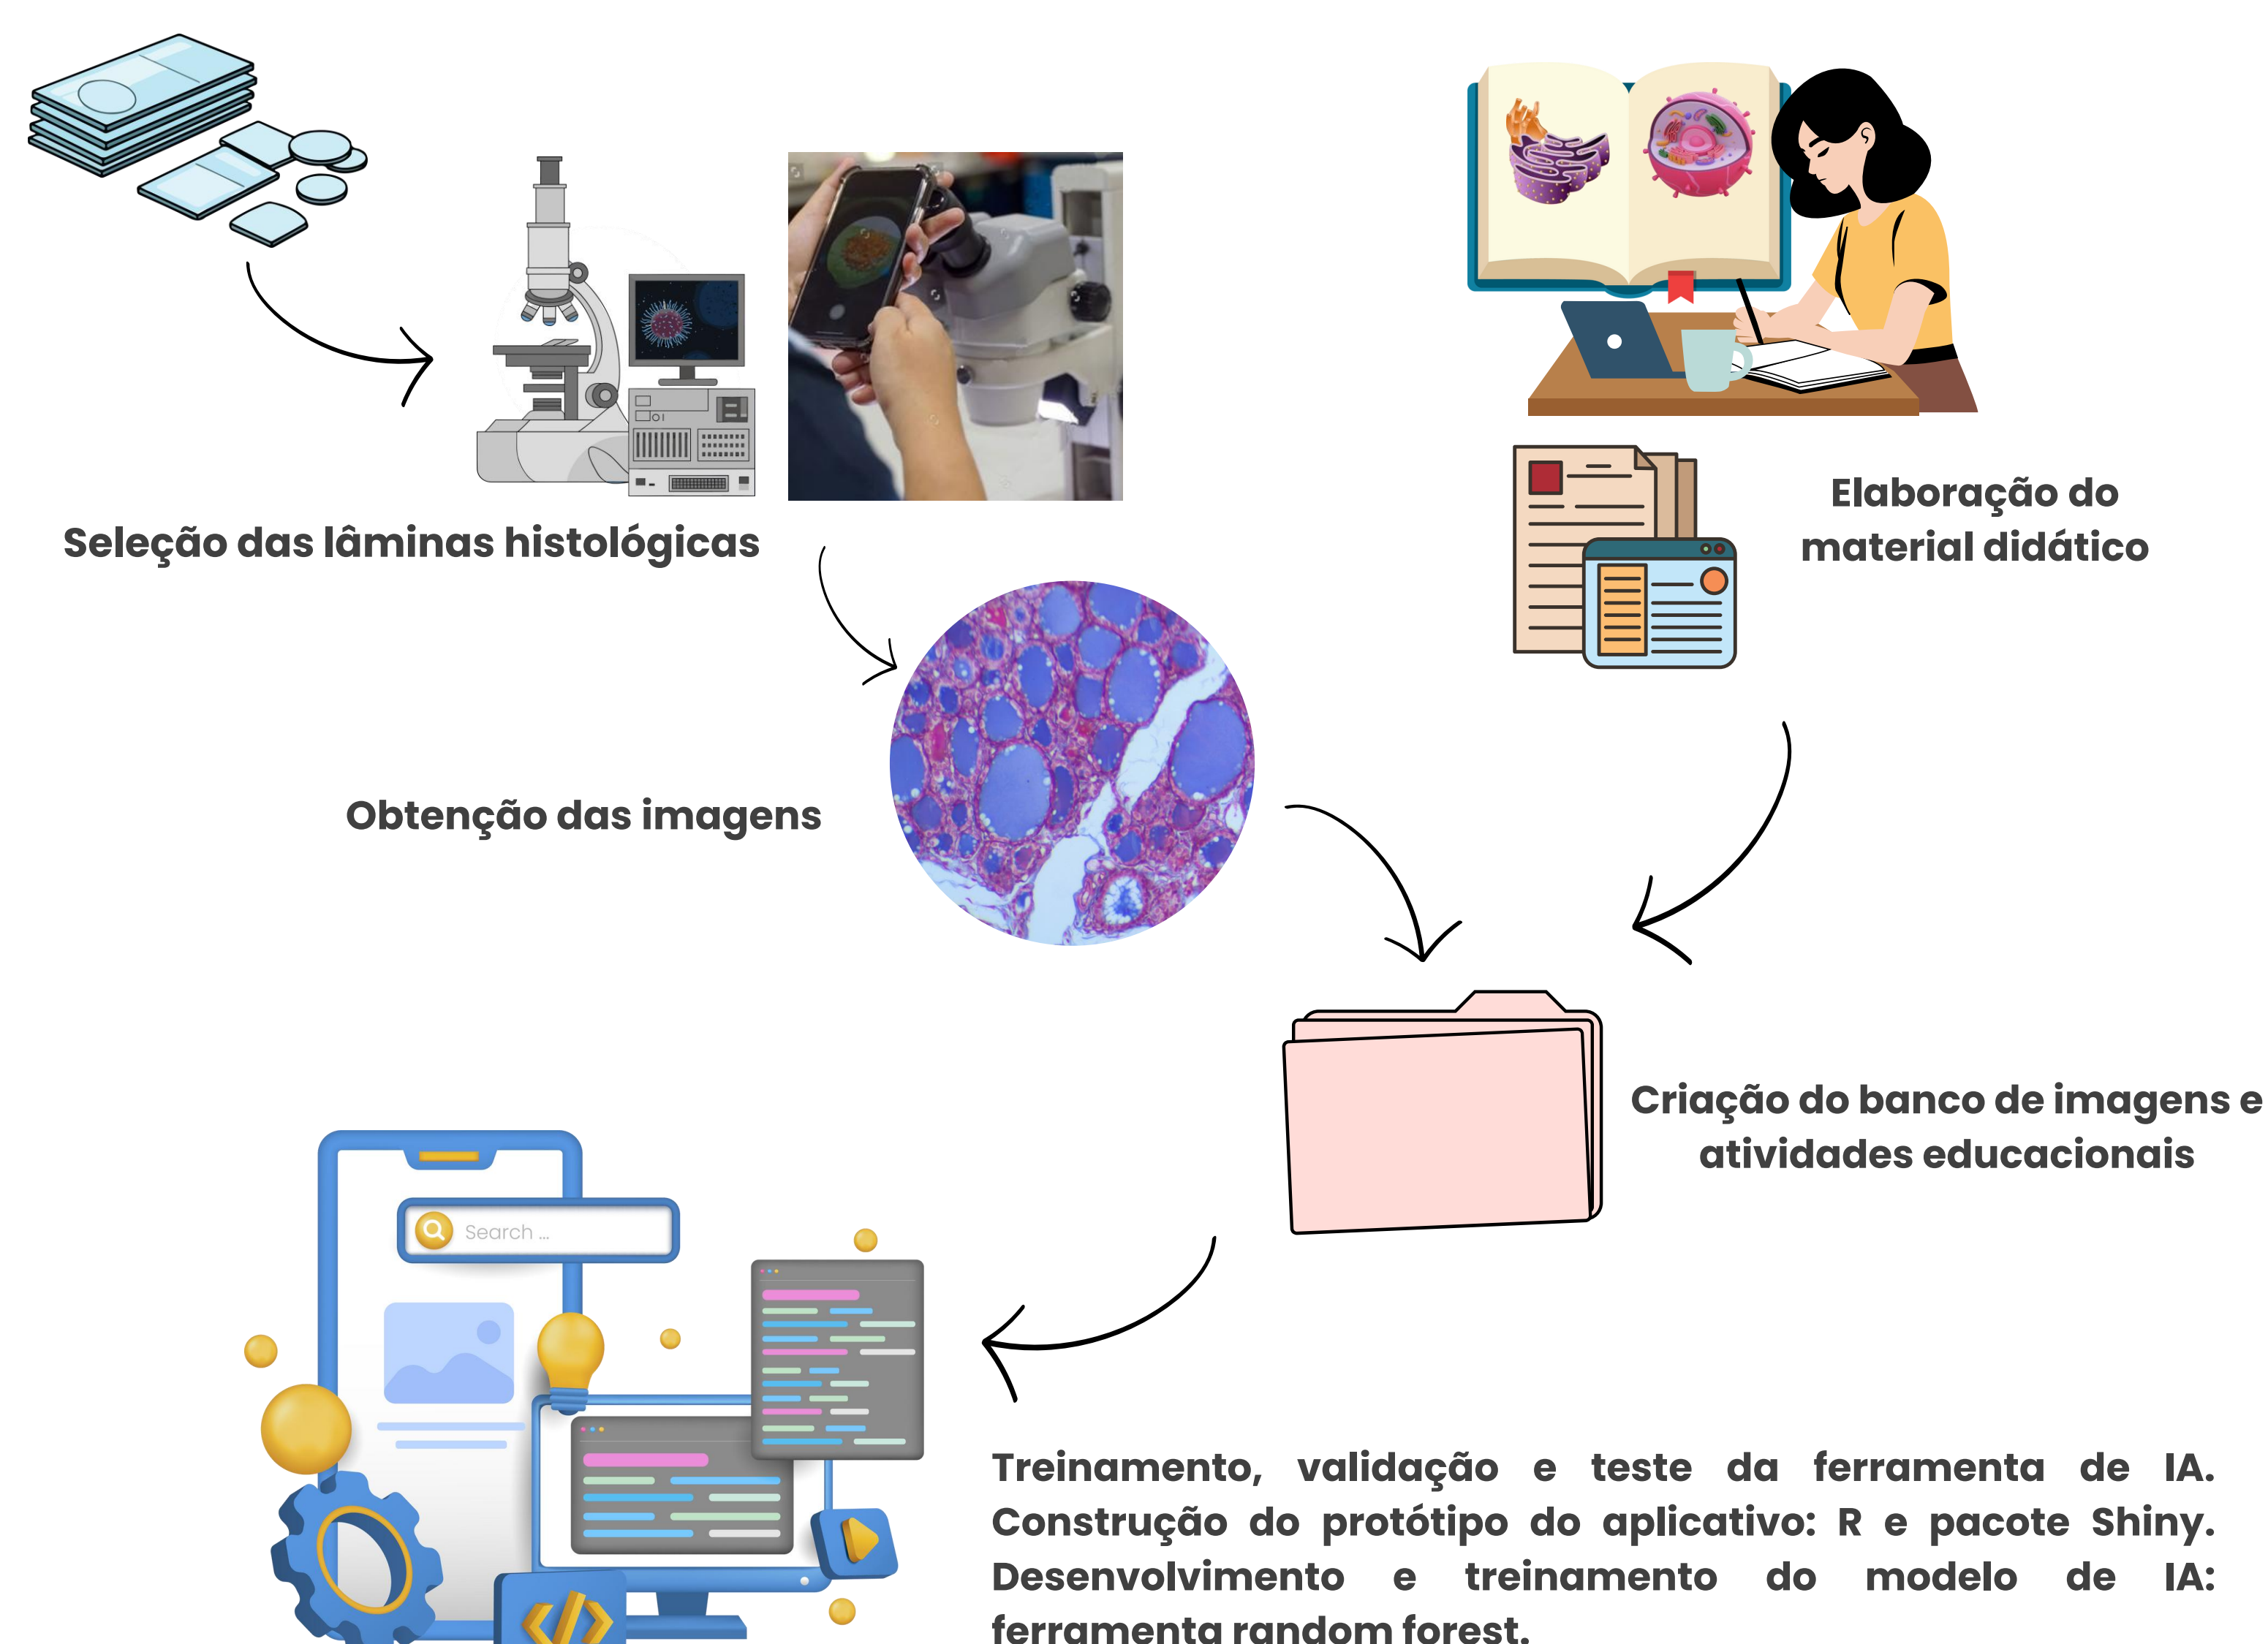 Seleção das lâminas histológicas
Elaboração do
material didático
Obtenção das imagens
Criação do banco de imagens e
atividades educacionais
Search ...
Treinamento, validação e teste da ferramenta de IA.
Construção do protótipo do aplicativo: R e pacote Shiny.
Desenvolvimento e treinamento do modelo de IA:
ferramenta random forest.